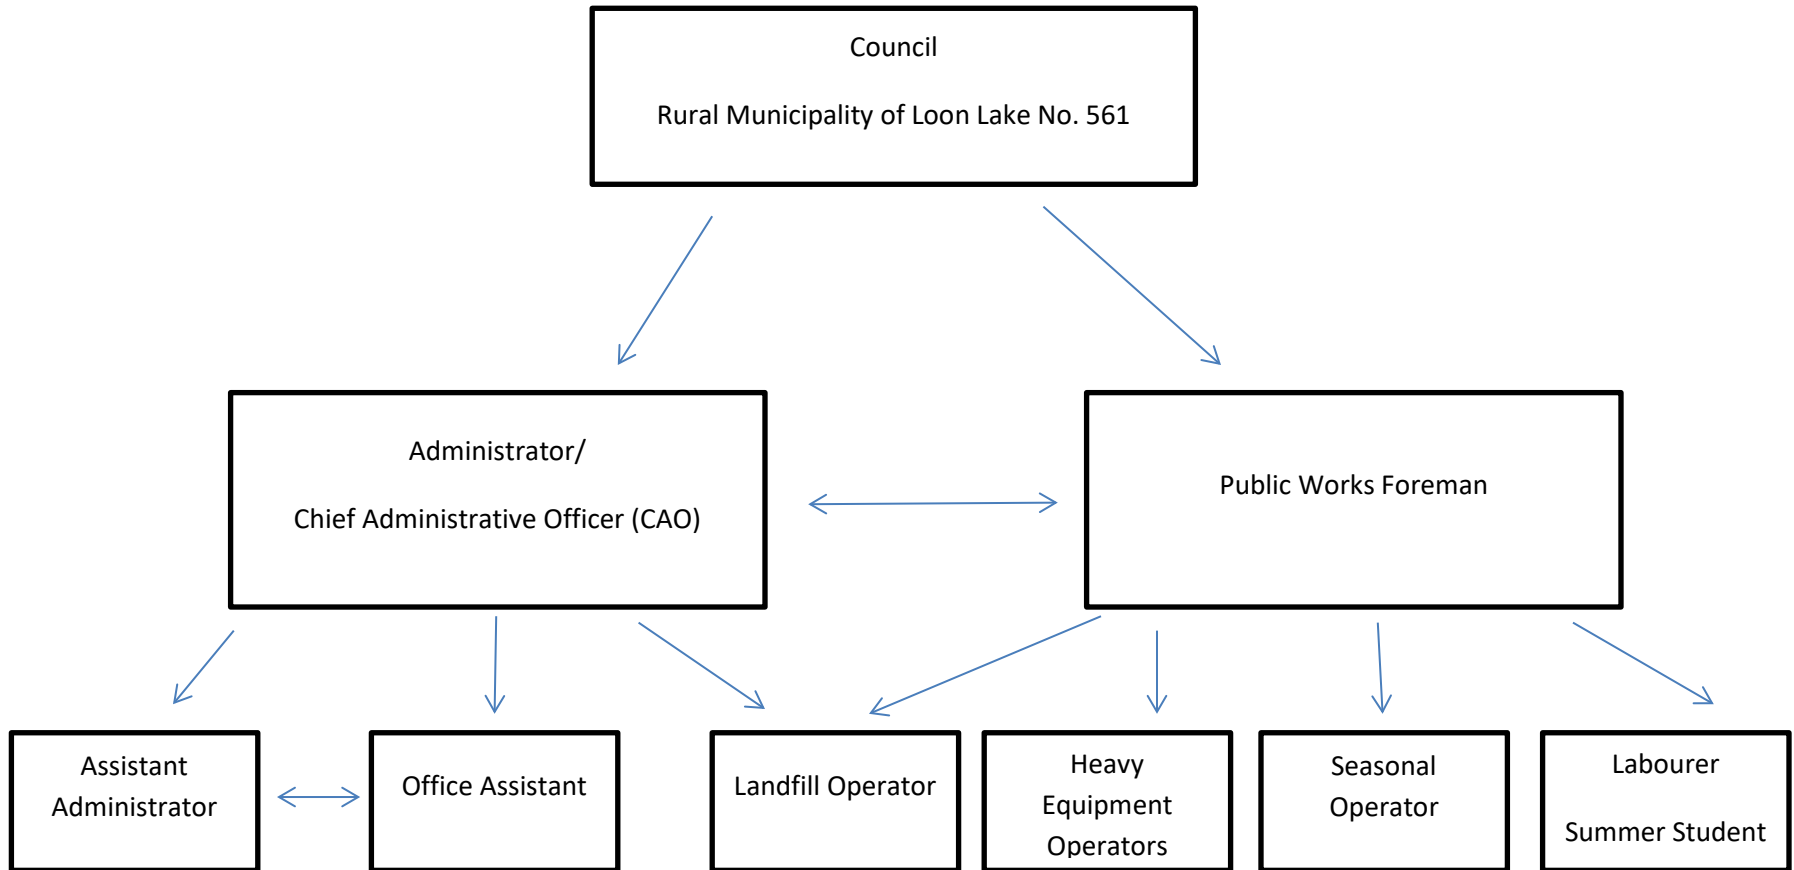 Council
Rural Municipality of Loon Lake No. 561
Administrator/
Chief Administrative Officer (CAO)
Public Works Foreman
Assistant
Administrator
Office Assistant
Landfill Operator
Heavy
Equipment
Operators
Seasonal
Operator
Labourer
Summer Student